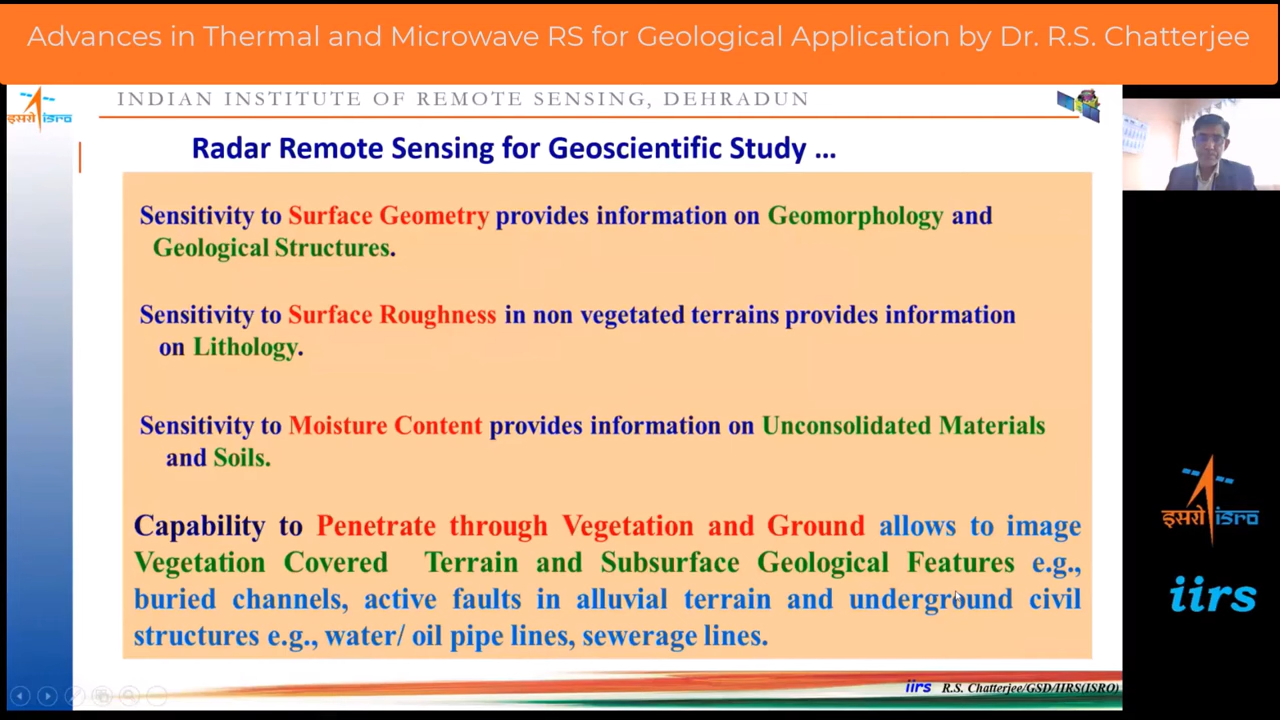 Advances in Thermal and Microwave RS for Geological Application by Dr. R.S. Chatterjee
INDIAN INSTITUTE OF REMOTE SENSING, DEHRADUN
इसरो isro
Radar Remote Sensing for Geoscientific Study ...
Sensitivity to Surface Geometry provides information on Geomorphology and
Geological Structures.
Sensitivity to Surface Roughness in non vegetated terrains provides information
on Lithology.
Sensitivity to Moisture Content provides information on Unconsolidated Materials
and Soils.
Capability to Penetrate through Vegetation and Ground allows to image
Vegetation Covered Terrain and Subsurface Geological Features e.g.,
buried channels, active faults in alluvial terrain and underground civil
structures e.g., water/ oil pipe lines, sewerage lines.
इसरो isro
iirs
iirs R.S. Chatterjee/GSD/IIRS(ISRO)